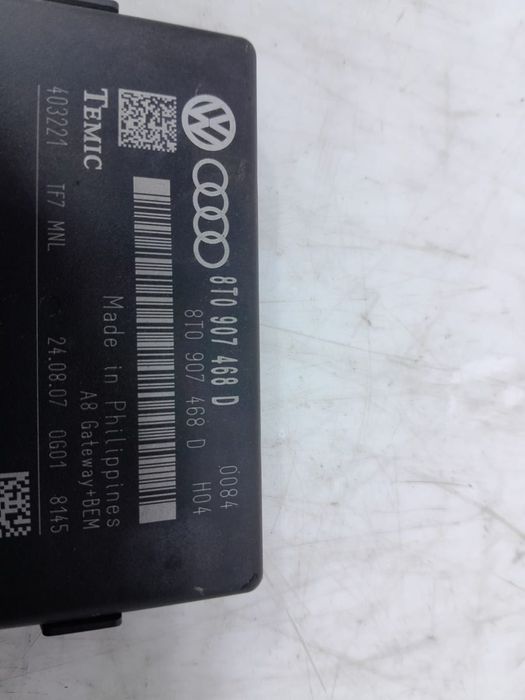 8T0 907 468 D 0084
8T0 907 468 D H04
TEMIC
Made in Philippines
A8 Gateway+BEM
403221 TF7 MNL 24.08.07 0G01 8145